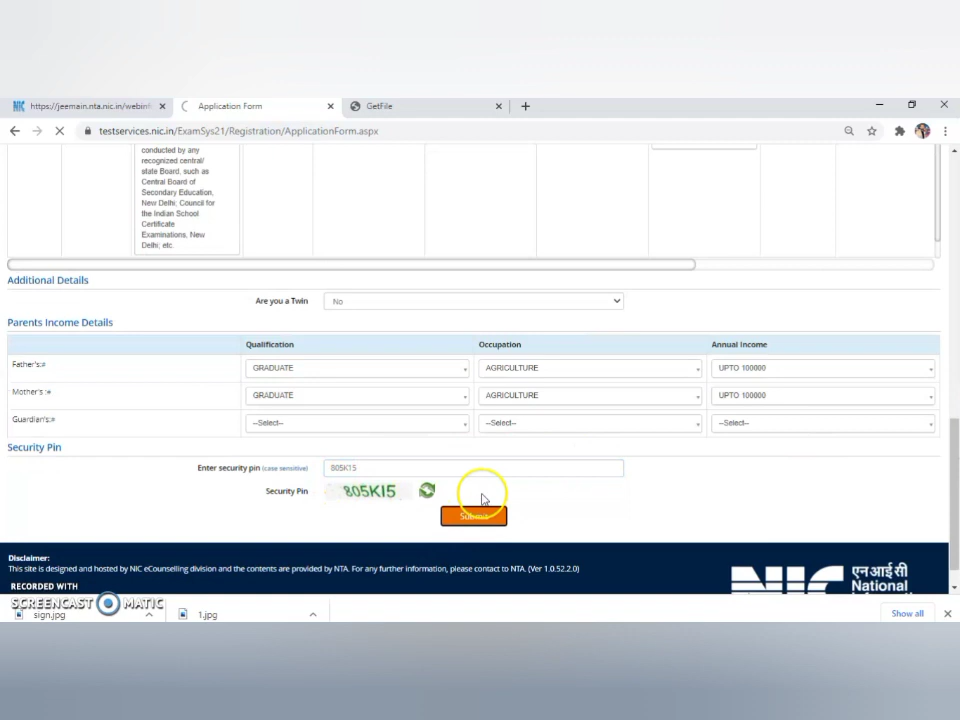 https://jeemain.nta.nic.in/webinf
Application Form
GetFile
testservices.nic.in/ExamSys21/Registration/ApplicationForm.aspx
conducted by any
recognized central/
state Board, such as
Central Board of
Secondary Education,
New Delhi; Council for
the Indian School
Certificate
Examinations, New
Delhi; etc.
Additional Details
Are you a Twin
No
Parents Income Details
Qualification Occupation Annual Income
Father's:# GRADUATE AGRICULTURE UPTO 100000
Mother's :# GRADUATE AGRICULTURE UPTO 100000
Guardian's:# --Select-- --Select-- --Select--
Security Pin
Enter security pin (case sensitive) 805K15
Security Pin 805KI5
Submit
Disclaimer:
This site is designed and hosted by NIC eCounselling division and the contents are provided by NTA. For any further information, please contact to NTA. (Ver 1.0.52.2.0)
NIC एन आई सी
National
RECORDED WITH
SCREENCAST MATIC
sign.jpg
1.jpg
Show all